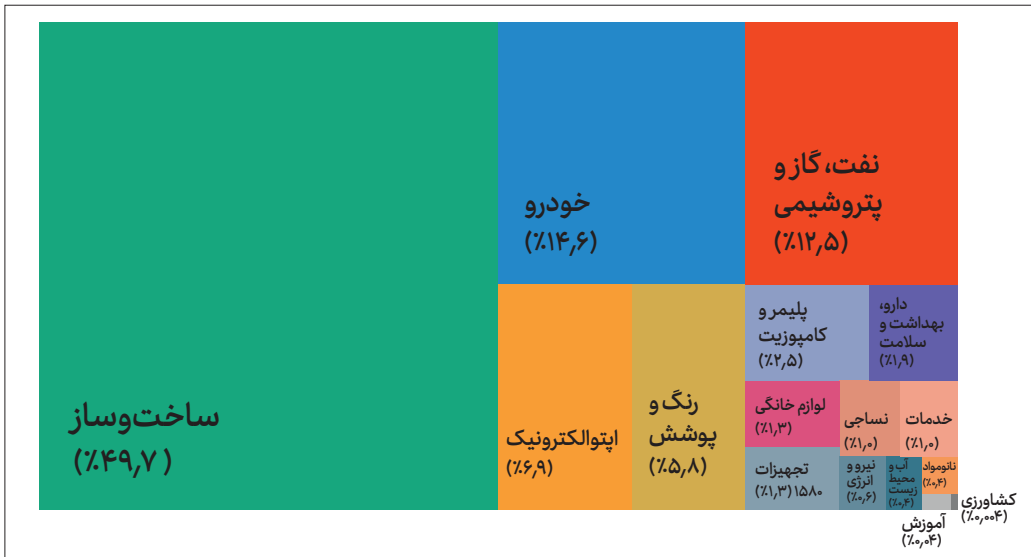 ساخت‌وساز
(٪۴۹٫۷)
خودرو
(٪۱۴٫۶)
نفت، گاز و
پتروشیمی
(٪۱۲٫۵)
اپتوالکترونیک
(٪۶٫۹)
رنگ و
پوشش
(٪۵٫۸)
پلیمر و
کامپوزیت
(٪۲٫۵)
دارو،
بهداشت و
سلامت
(٪۱٫۹)
لوازم خانگی
(٪۱٫۳)
نساجی
(٪۱٫۰)
خدمات
(٪۱٫۰)
تجهیزات
۱۵۸۰ (٪۱٫۳)
نیرو و
انرژی
(٪۰٫۶)
آب و
محیط
زیست
(٪۰٫۴)
نانومواد
(٪۰٫۴)
آموزش
(٪۰٫۰۴)
کشاورزی
(٪۰٫۰۰۴)